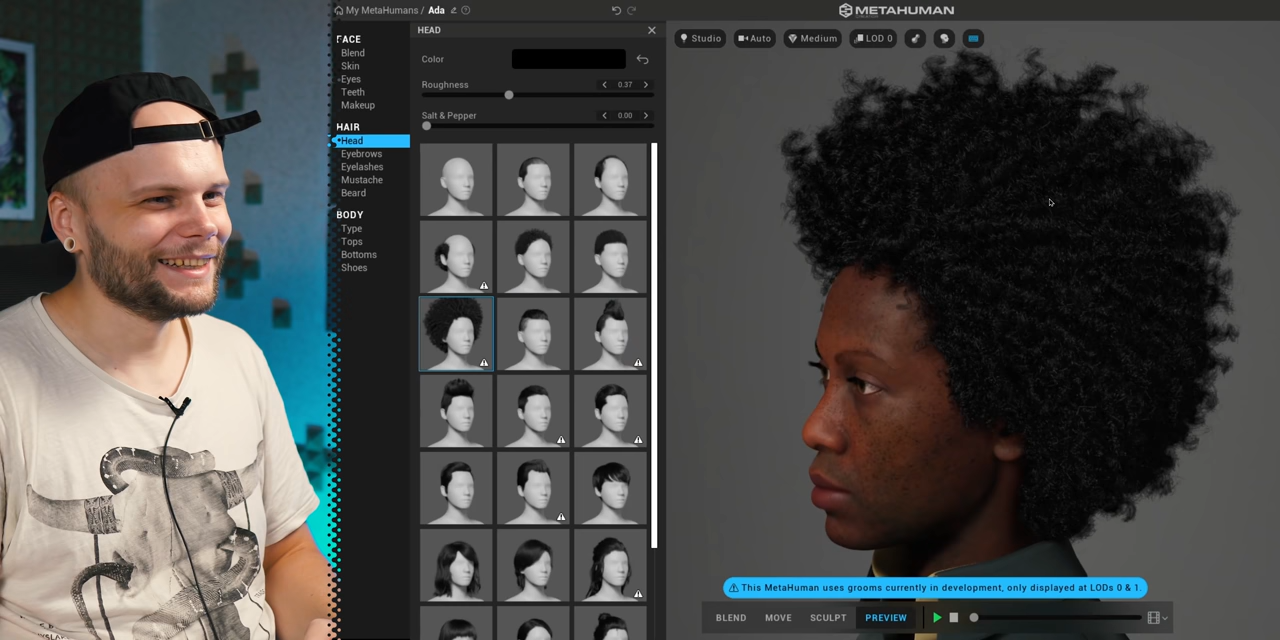 My MetaHumans / Ada
METAHUMAN
FACE
Blend
Skin
Eyes
Teeth
Makeup
HAIR
Head
Eyebrows
Eyelashes
Mustache
Beard
BODY
Type
Tops
Bottoms
Shoes
HEAD
Color
Roughness
0.37
Salt & Pepper
0.00
Studio
Auto
Medium
LOD 0
This MetaHuman uses grooms currently in development, only displayed at LODs 0 & 1.
BLEND
MOVE
SCULPT
PREVIEW